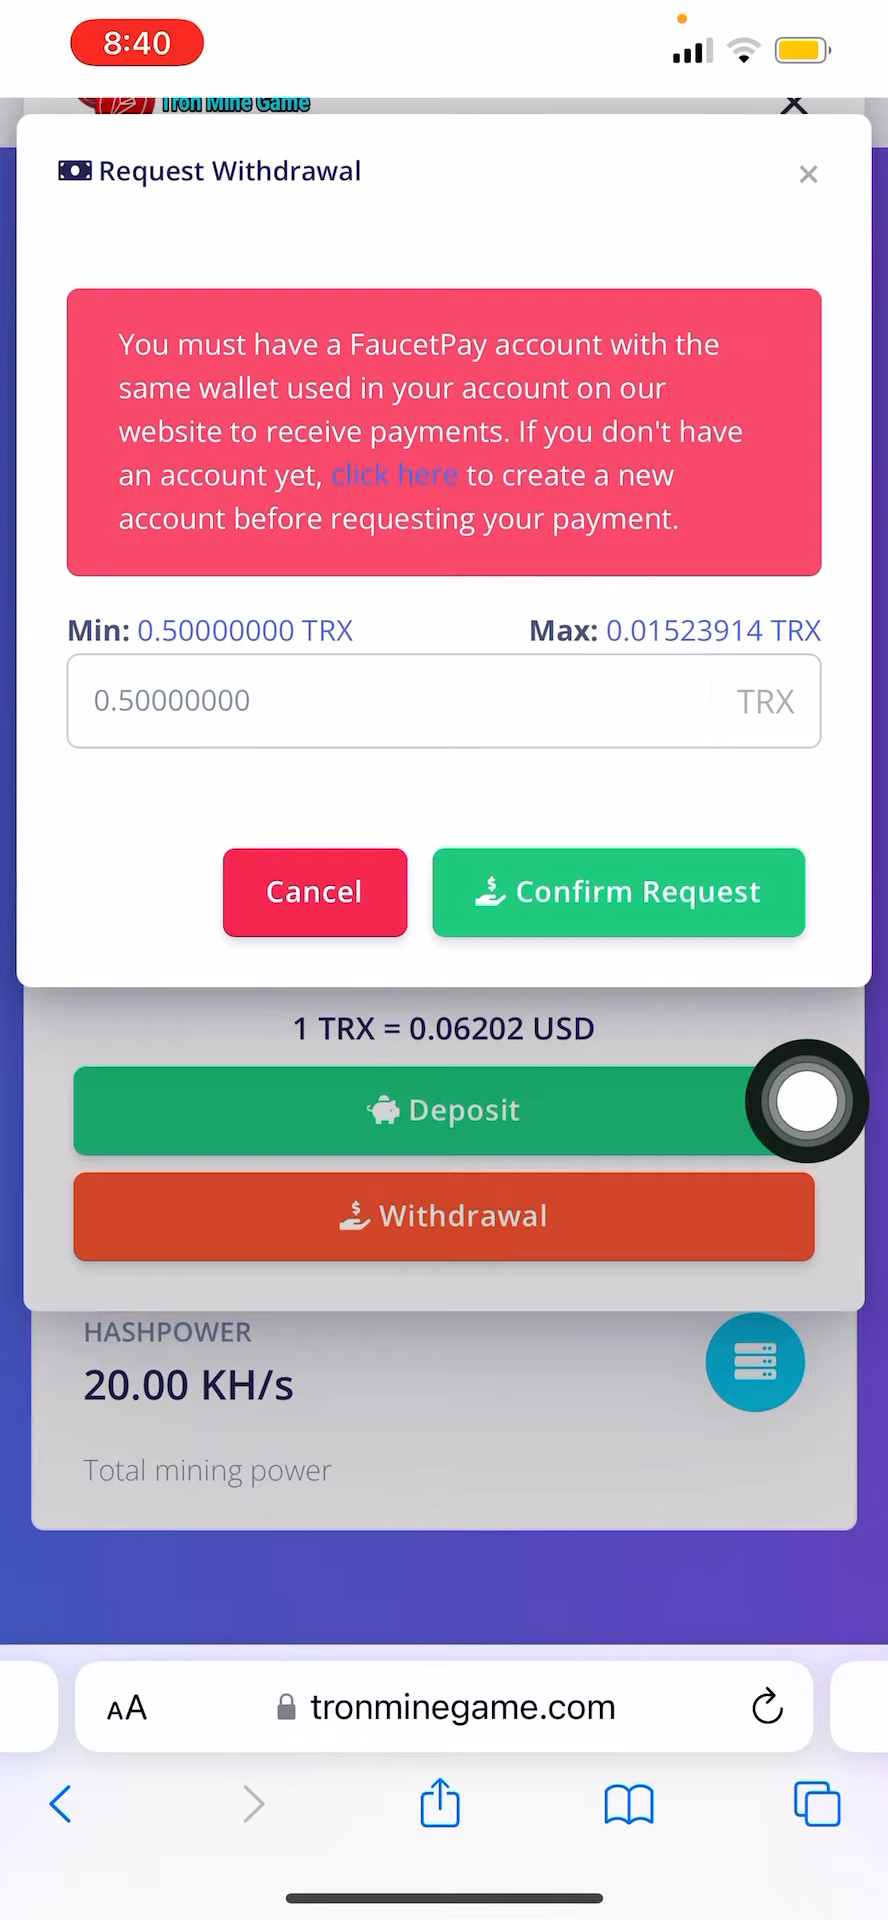 8:40
Tron Mine Game
Request Withdrawal
×
You must have a FaucetPay account with the
same wallet used in your account on our
website to receive payments. If you don't have
an account yet, click here to create a new
account before requesting your payment.
Min: 0.50000000 TRX Max: 0.01523914 TRX
0.50000000 TRX
Cancel Confirm Request
1 TRX = 0.06202 USD
Deposit
Withdrawal
HASHPOWER
20.00 KH/s
Total mining power
AA tronminegame.com